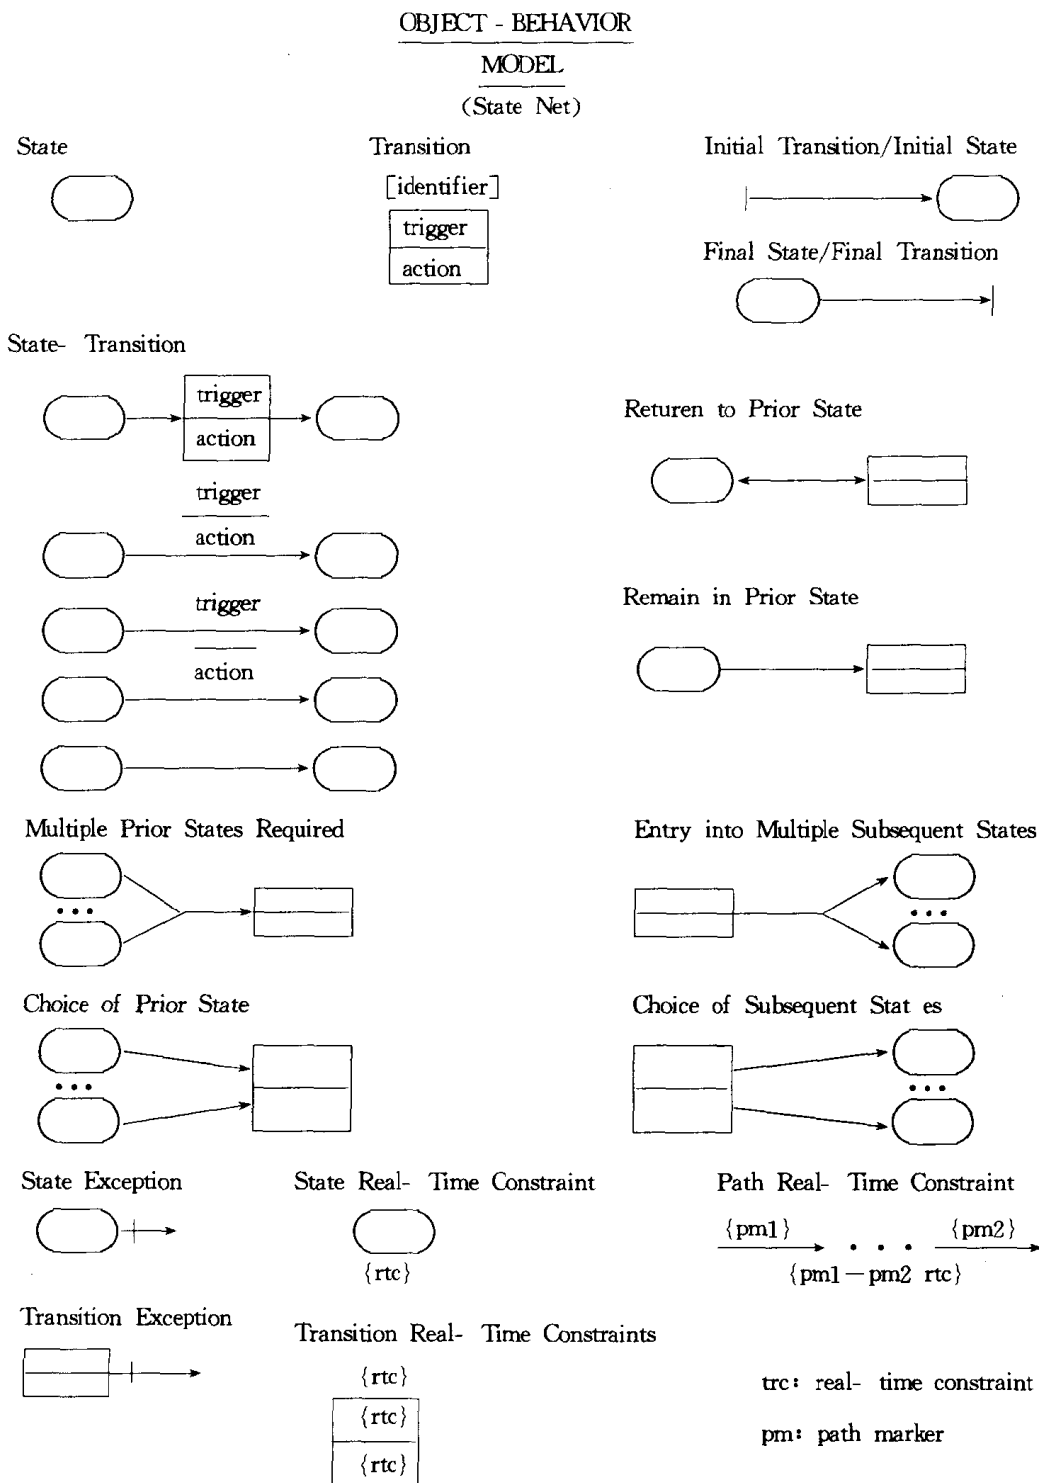 OBJECT - BEHAVIOR
MODEL
(State Net)
State
Transition
Initial Transition/Initial State
[identifier]
trigger
action
Final State/Final Transition
State- Transition
trigger
action
Returen to Prior State
trigger
action
Remain in Prior State
trigger
action
Multiple Prior States Required
Entry into Multiple Subsequent States
Choice of Prior State
Choice of Subsequent Stat es
State Exception
State Real- Time Constraint
Path Real- Time Constraint
{pm1}
{pm2}
{rtc}
{pm1-pm2 rtc}
Transition Exception
Transition Real- Time Constraints
{rtc}
{rtc}
{rtc}
trc: real- time constraint
pm: path marker